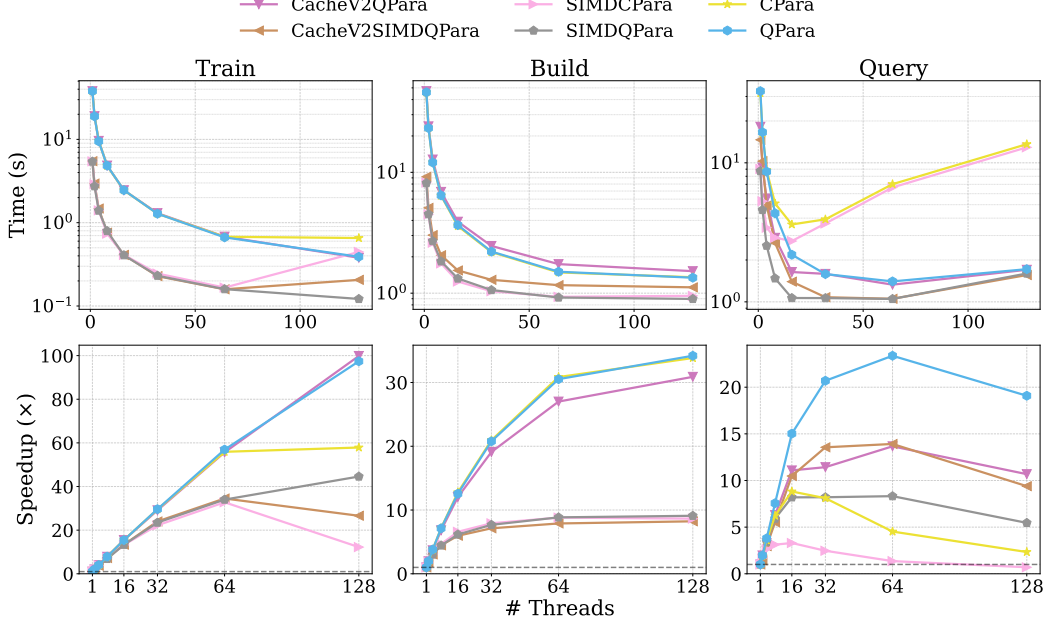 CacheV2QPara SIMDCPara CPara
CacheV2SIMDQPara SIMDQPara QPara
Train Build Query
Time (s)
10¹ 10⁰ 10⁻¹
0 50 100
10¹ 10⁰
0 50 100
10¹ 10⁰
0 50 100
Speedup (×)
100 80 60 40 20 0
1 16 32 64 128
30 20 10 0
1 16 32 64 128
20 15 10 5 0
1 16 32 64 128
# Threads